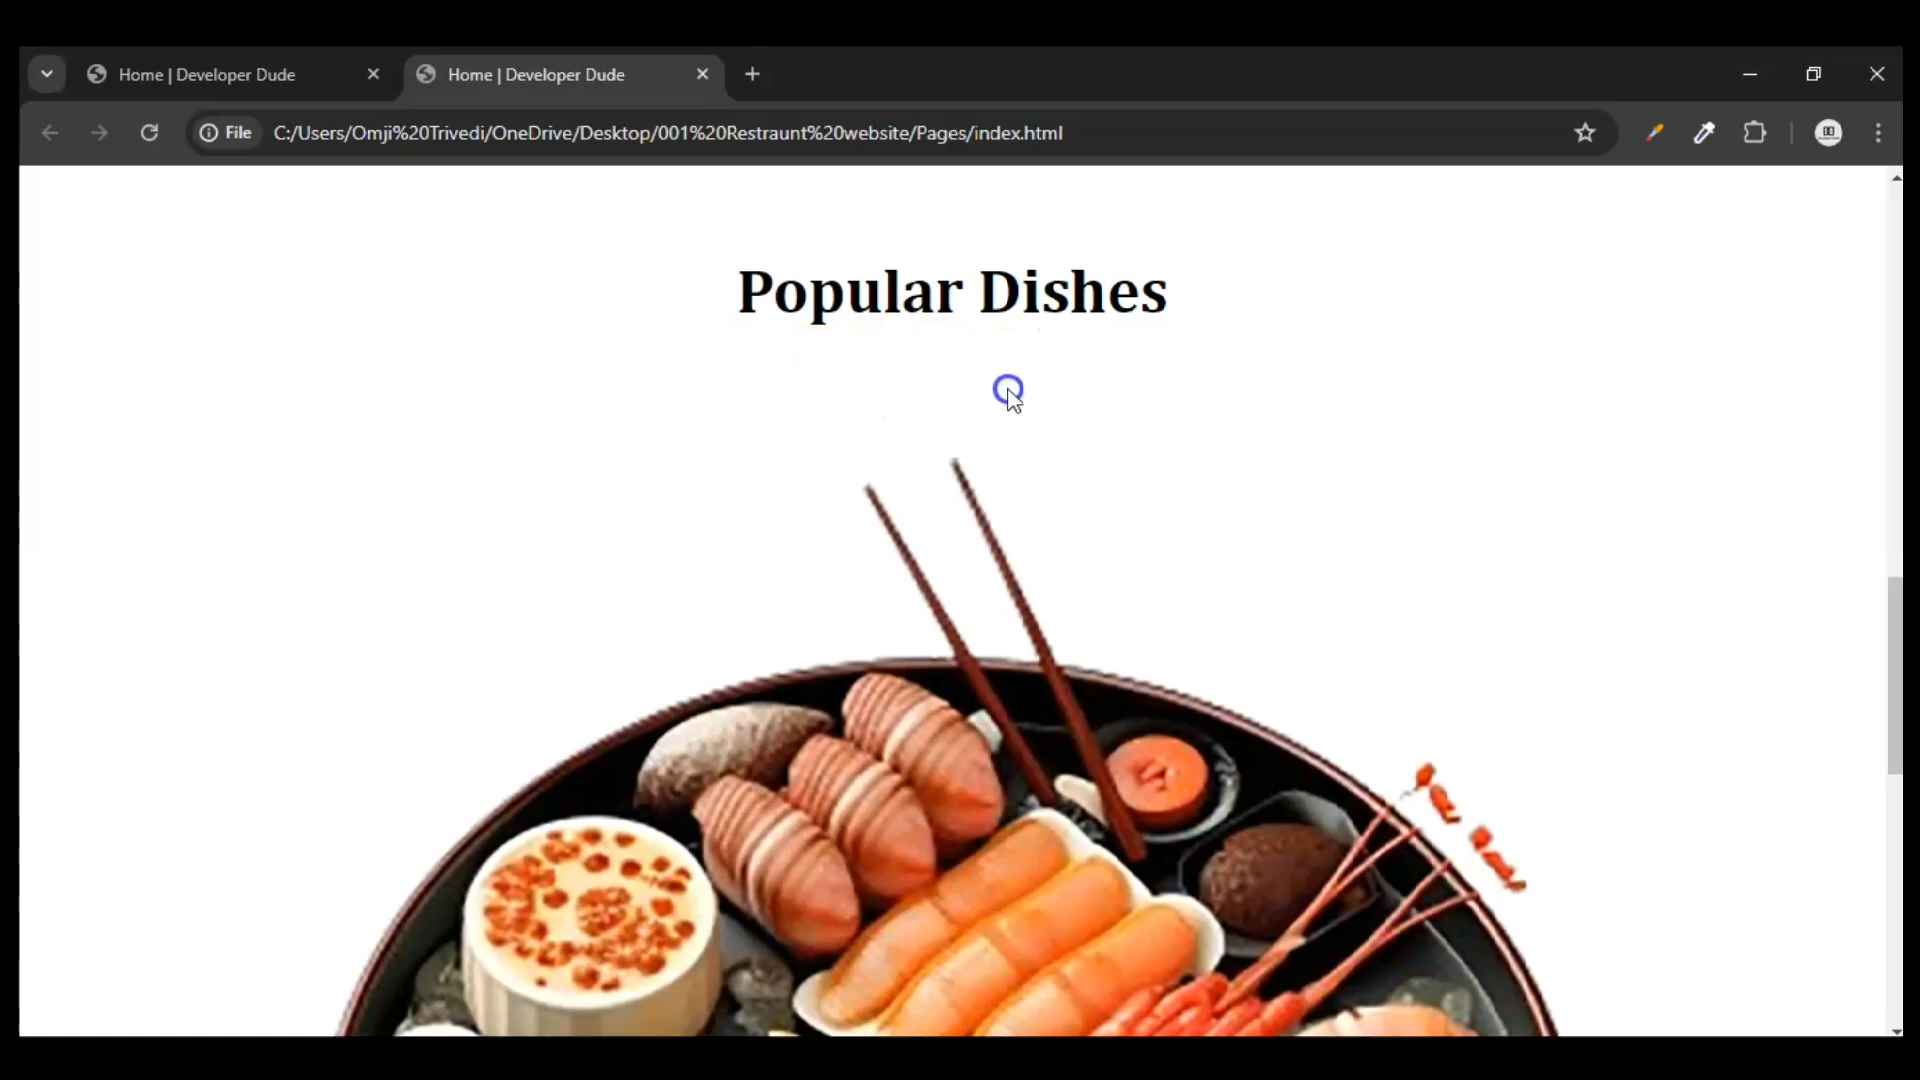 Home | Developer Dude
Home | Developer Dude
File
C:/Users/Omji%20Trivedi/OneDrive/Desktop/001%20Restraunt%20website/Pages/index.html
Popular Dishes